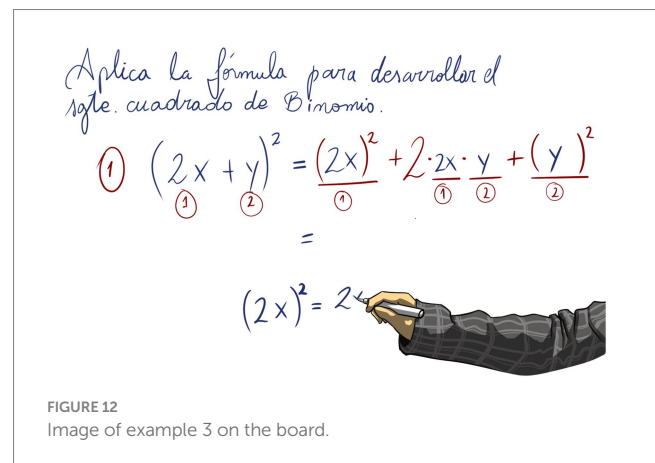 Aplica la fórmula para desarrollar el
sgte. cuadrado de Binomio.
① (2x + y)² = (2x)² + 2·2x·y + (y)²
① ② ① ① ② ②
=
(2x)² = 2x
FIGURE 12
Image of example 3 on the board.